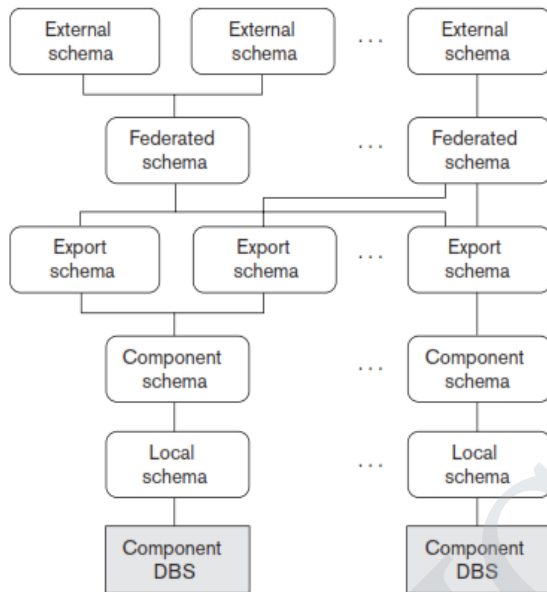 External External ... External
schema schema schema
Federated ... Federated
schema schema
Export Export ... Export
schema schema schema
Component ... Component
schema schema
Local ... Local
schema schema
Component Component
DBS DBS